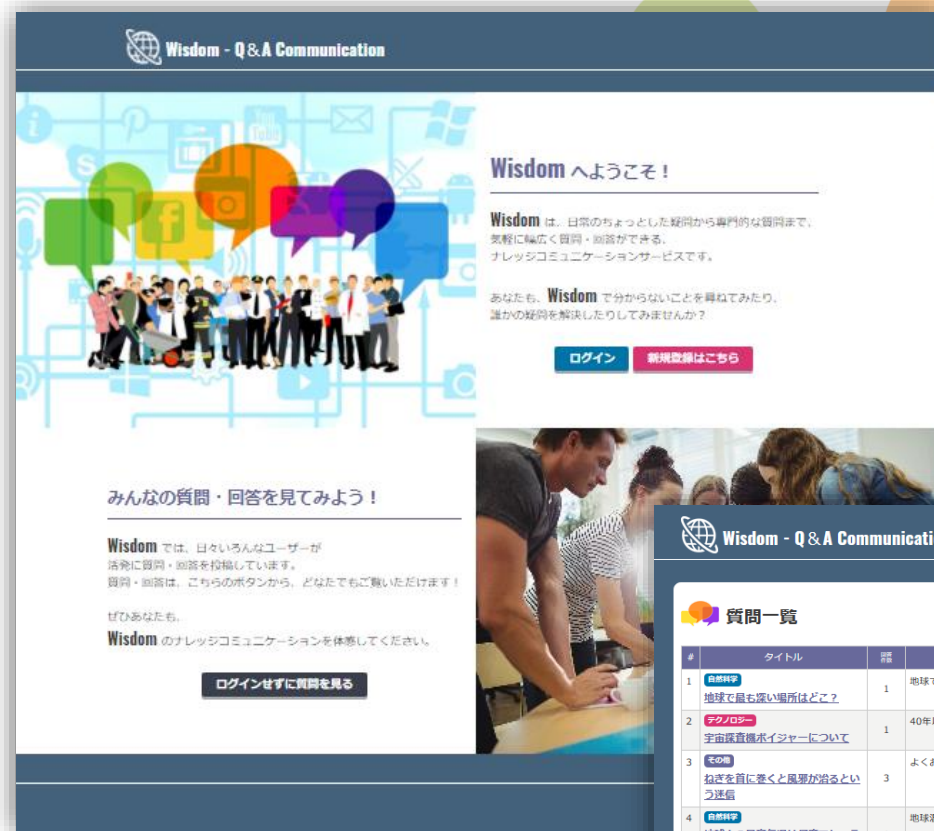 Wisdom - Q&A Communication
Wisdom へようこそ！
Wisdom は、日常のちょっとした疑問から専門的な質問まで、
気軽に幅広く質問・回答ができる、
ナレッジコミュニケーションサービスです。
あなたも、Wisdom で分からないことを尋ねてみたり、
誰かの疑問を解決したりしてみませんか？
ログイン 新規登録はこちら
みんなの質問・回答を見てみよう！
Wisdom では、日々いろんなユーザーが
活発に質問・回答を投稿しています。
質問・回答は、こちらのボタンから、どなたでもご覧いただけます！
ぜひあなたも、
Wisdom のナレッジコミュニケーションを体感してください。
ログインせずに質問を見る
Wisdom - Q&A Communicati
質問一覧
# タイトル 回答件数
1 自然科学
地球で最も深い場所はどこ？ 1 地球で
2 テクノロジー
宇宙探査機ボイジャーについて 1 40年
3 その他
ねぎを首に巻くと風邪が治るとい
う迷信 3 よく
4 自然科学